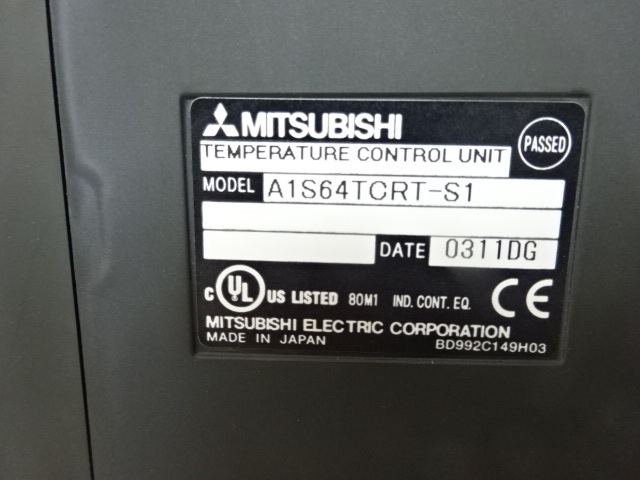 MITSUBISHI
PASSED
TEMPERATURE CONTROL UNIT
MODEL A1S64TCRT-S1
DATE 0311DG
c UL US LISTED 80M1 IND. CONT. EQ. CE
MITSUBISHI ELECTRIC CORPORATION
MADE IN JAPAN BD992C149H03